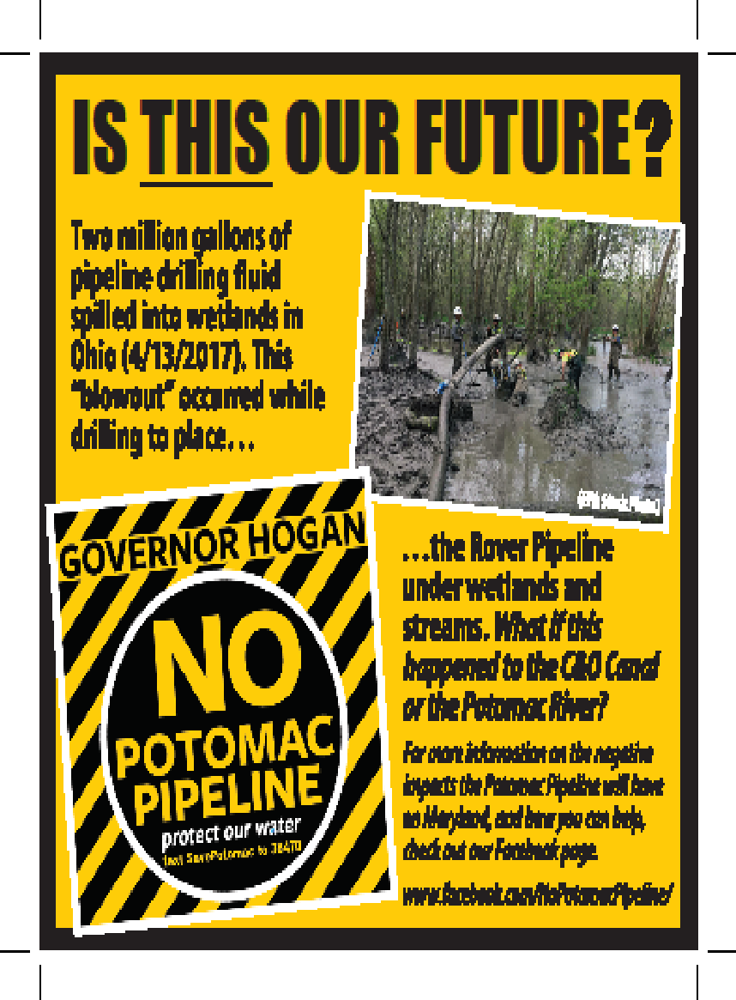 IS THIS OUR FUTURE?
Two million gallons of
pipeline drilling fluid
spilled into wetlands in
Ohio (4/13/2017). This
“blowout” occurred while
drilling to place…
(EPA Stock Photo)
GOVERNOR HOGAN
NO
POTOMAC
PIPELINE
protect our water
Text SavePotomac to 38470
…the Rover Pipeline
under wetlands and
streams. What if this
happened to the C&O Canal
or the Potomac River?
For more information on the negative
impacts the Potomac Pipeline will have
on Maryland, and how you can help,
check out our Facebook page.
www.facebook.com/NoPotomacPipeline/